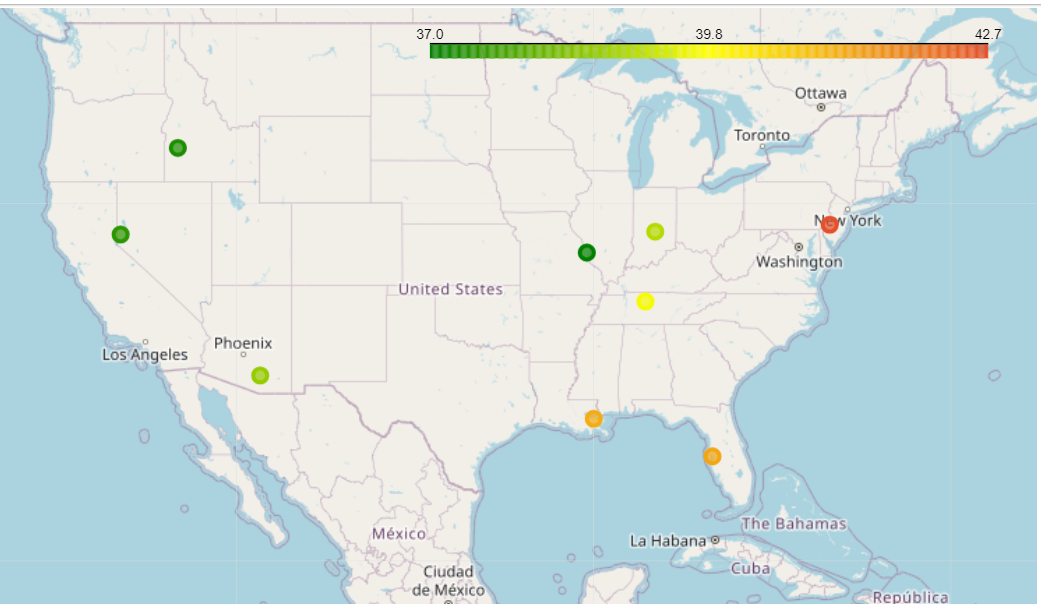 37.0
39.8
42.7
Ottawa
Toronto
New York
Washington
United States
Phoenix
Los Angeles
The Bahamas
México
La Habana
Cuba
Ciudad
de México
República